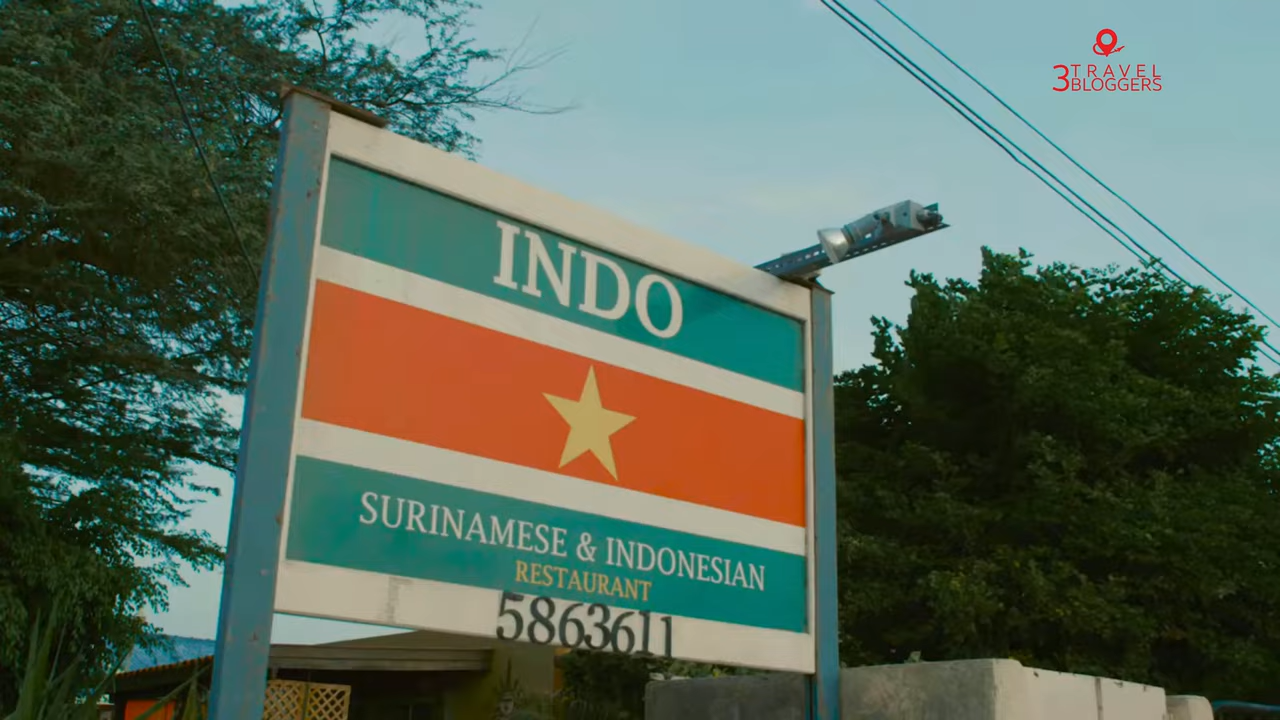 3 TRAVEL
BLOGGERS
INDO
SURINAMESE & INDONESIAN
RESTAURANT
5863611